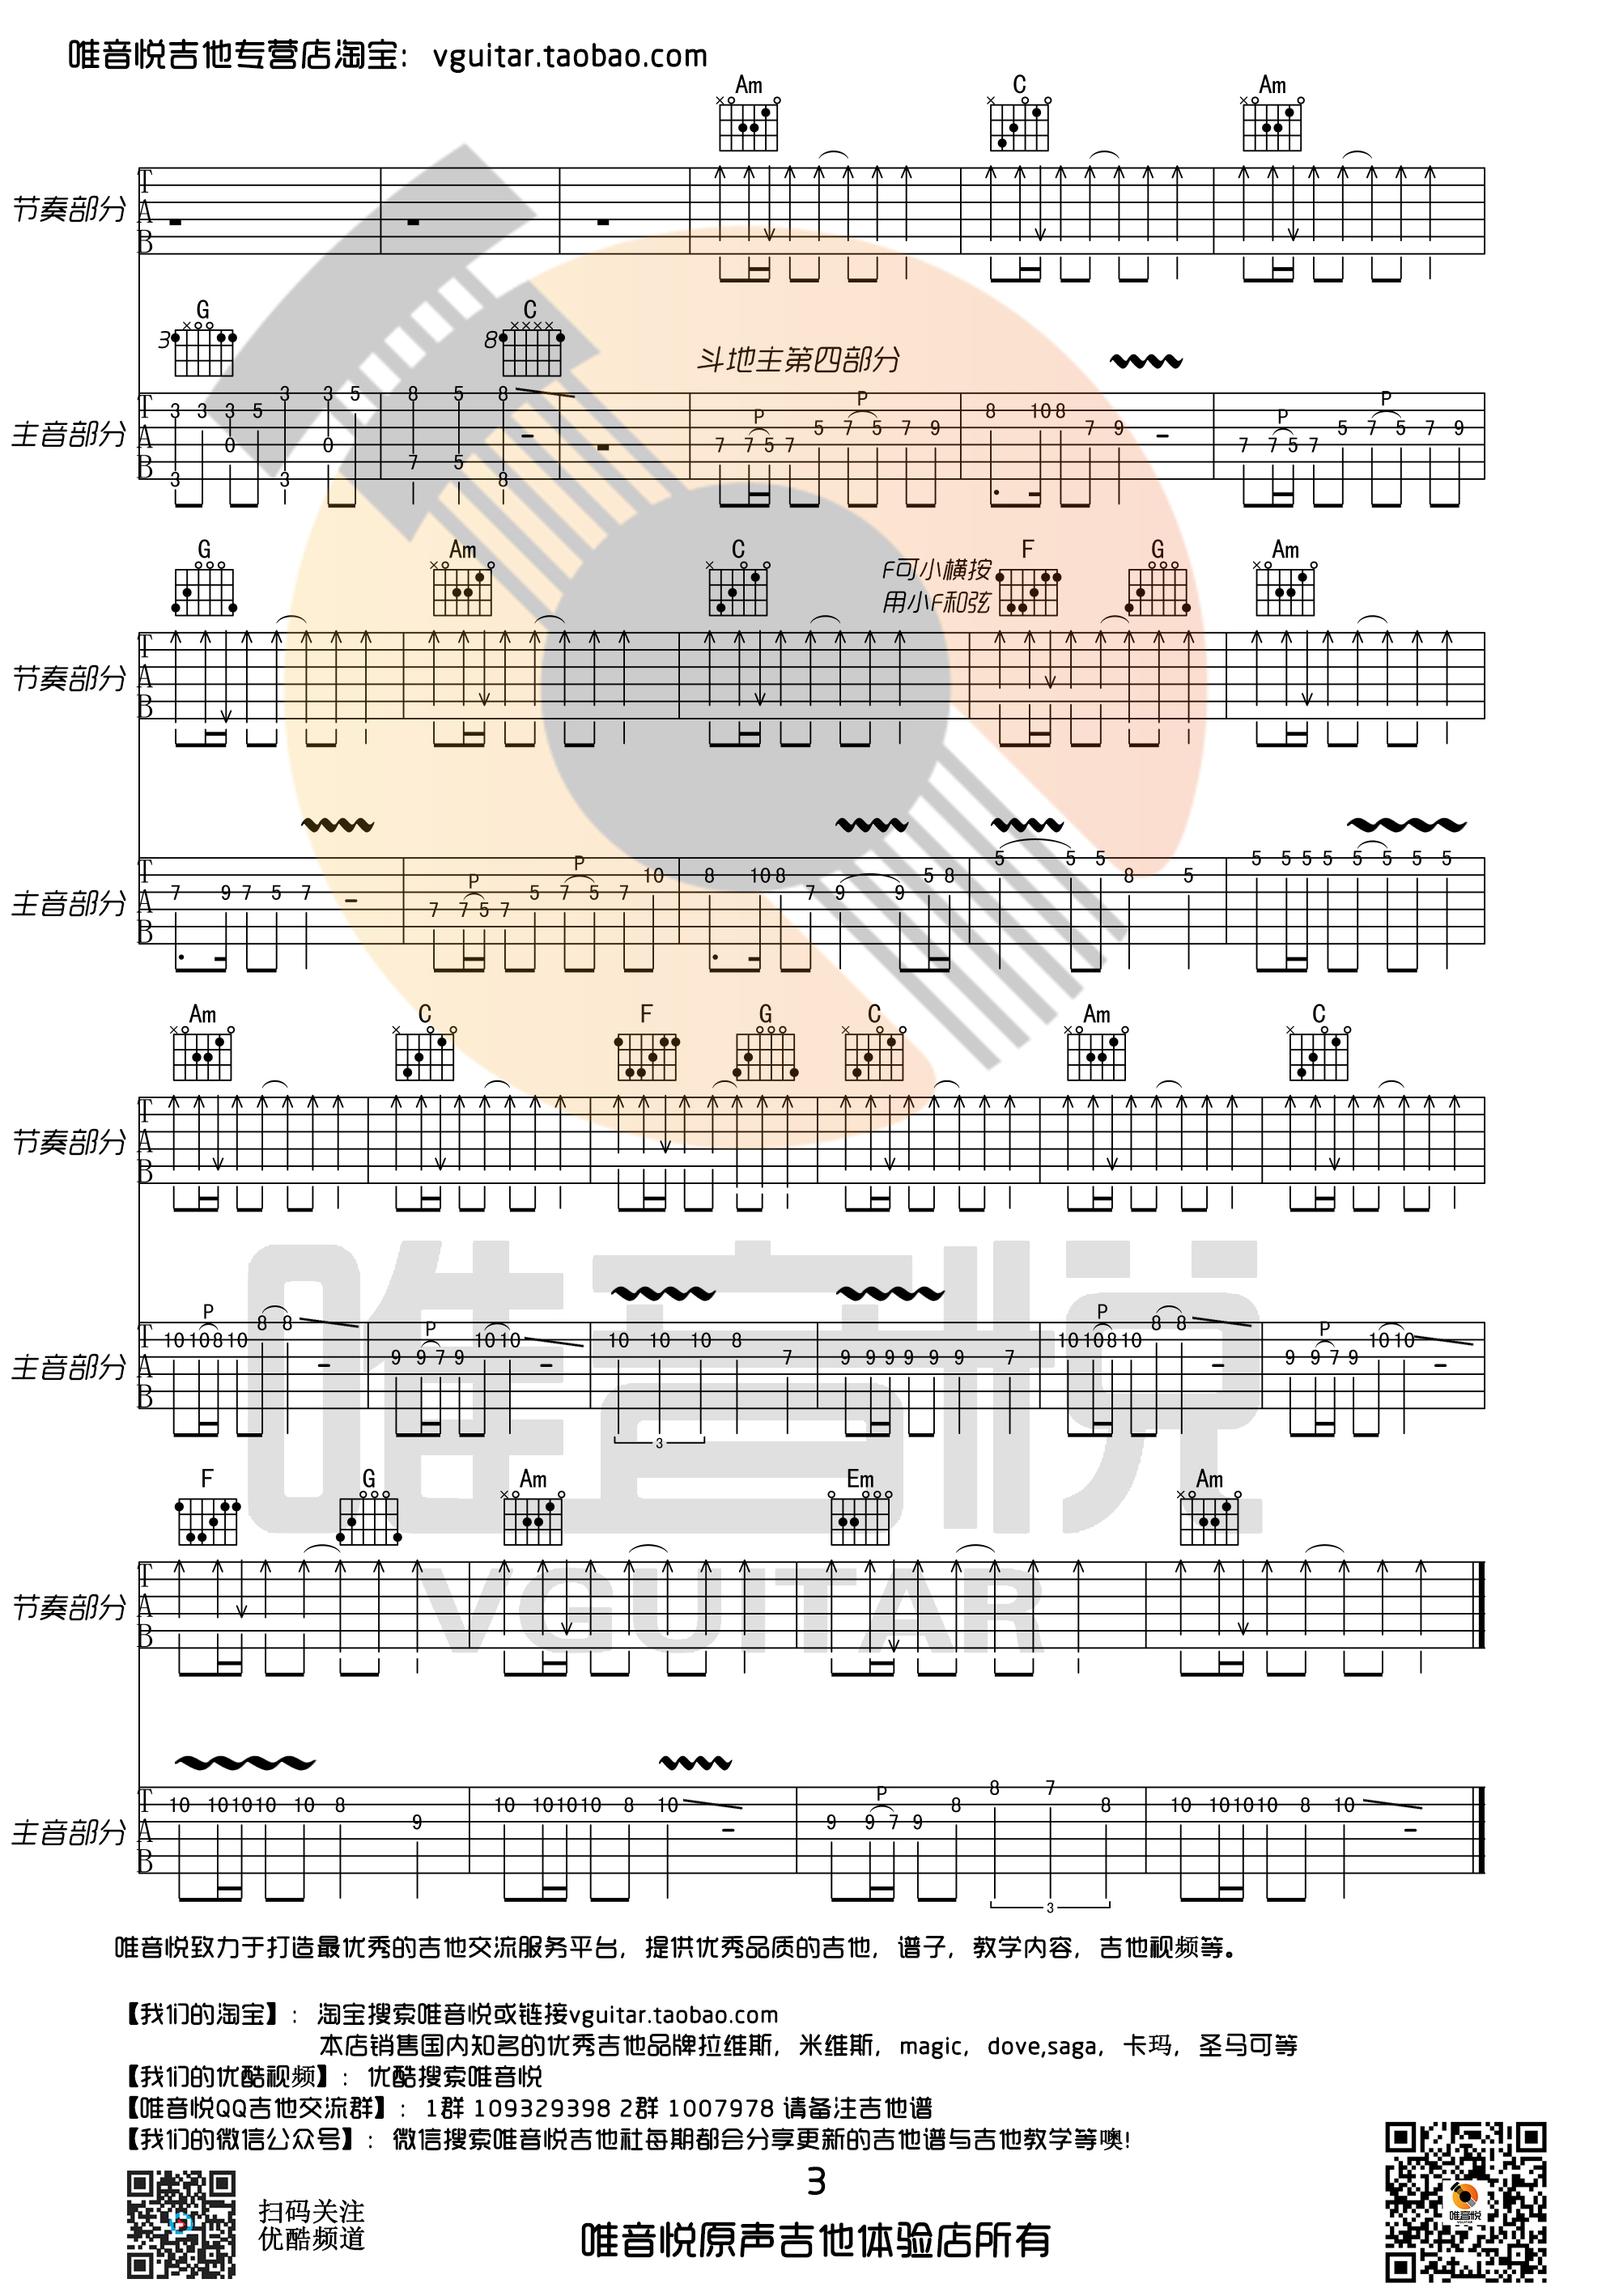 唯音悦吉他专营店淘宝：vguitar.taobao.com
Am C Am
节奏部分
T
A
B
G C
3 8
斗地主第四部分
P P P P
主音部分
T
A
B
3 3 3 5 3 3 5 8 5 8
0 0
3 3 7 5 8
7 7 5 7 5 7 5 7 9 8 10 8 7 9 7 7 5 7 5 7 5 7 9
G Am C F可小横按 F G Am
用小F和弦
节奏部分
T
A
B
P P
主音部分
T
A
B
7 9 7 5 7 7 7 5 7 5 7 5 7 10 8 10 8 7 9 9 5 8 5 5 5 8 5 5 5 5 5 5 5 5 5
Am C F G C Am C
节奏部分
T
A
B
P P P P
主音部分
T
A
B
10 10 8 10 8 8 9 9 7 9 10 10 10 10 10 8 7 9 9 9 9 9 9 7 10 10 8 10 8 8 9 9 7 9 10 10
3
唯音悦
F G Am Em Am
节奏部分
T
A
B
VGUITAR
P
主音部分
T
A
B
10 10 10 10 10 8 9 10 10 10 10 8 10 9 9 7 9 8 8 7 8 10 10 10 10 8 10
3
唯音悦致力于打造最优秀的吉他交流服务平台，提供优秀品质的吉他，谱子，教学内容，吉他视频等。
【我们的淘宝】：淘宝搜索唯音悦或链接vguitar.taobao.com
本店销售国内知名的优秀吉他品牌拉维斯，米维斯，magic，dove,saga，卡玛，圣马可等
【我们的优酷视频】：优酷搜索唯音悦
【唯音悦QQ吉他交流群】：1群 109329398 2群 1007978 请备注吉他谱
【我们的微信公众号】：微信搜索唯音悦吉他社每期都会分享更新的吉他谱与吉他教学等噢!
3
扫码关注
优酷频道
唯音悦原声吉他体验店所有
唯音悦